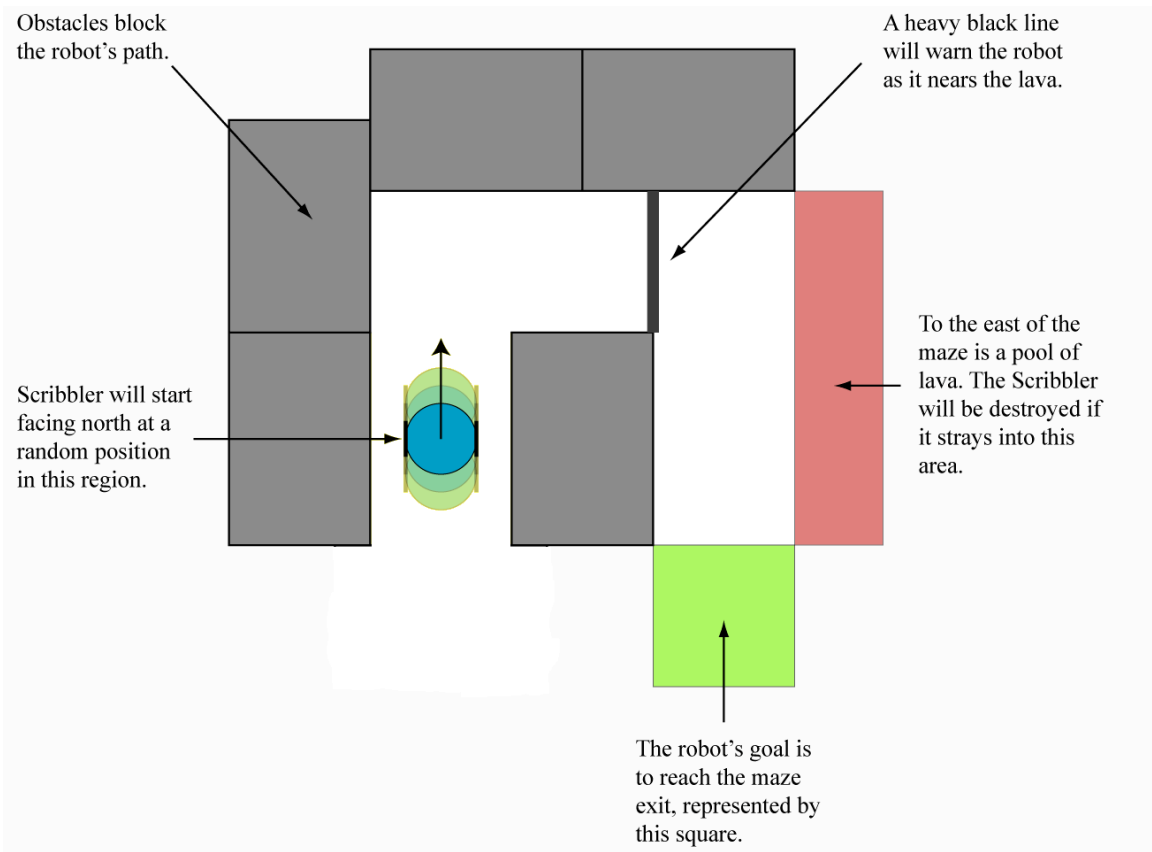 Obstacles block
the robot’s path.
A heavy black line
will warn the robot
as it nears the lava.
Scribbler will start
facing north at a
random position
in this region.
To the east of the
maze is a pool of
lava. The Scribbler
will be destroyed if
it strays into this
area.
The robot’s goal is
to reach the maze
exit, represented by
this square.